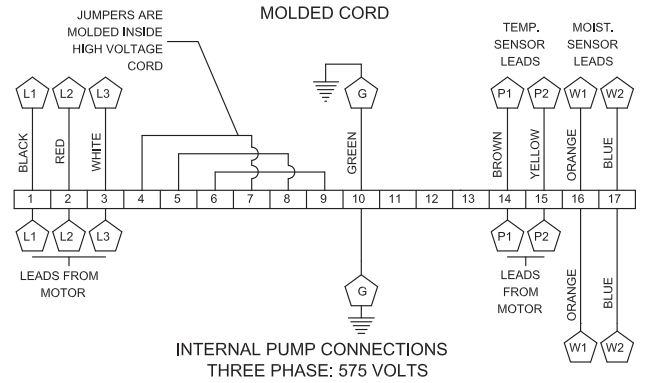 MOLDED CORD
JUMPERS ARE
MOLDED INSIDE
HIGH VOLTAGE
CORD
TEMP.
SENSOR
LEADS
MOIST.
SENSOR
LEADS
L1 L2 L3 G P1 P2 W1 W2
BLACK RED WHITE GREEN BROWN YELLOW ORANGE BLUE
1 2 3 4 5 6 7 8 9 10 11 12 13 14 15 16 17
L1 L2 L3 P1 P2
LEADS FROM
MOTOR
LEADS
FROM
MOTOR
ORANGE BLUE
G
W1 W2
INTERNAL PUMP CONNECTIONS
THREE PHASE: 575 VOLTS